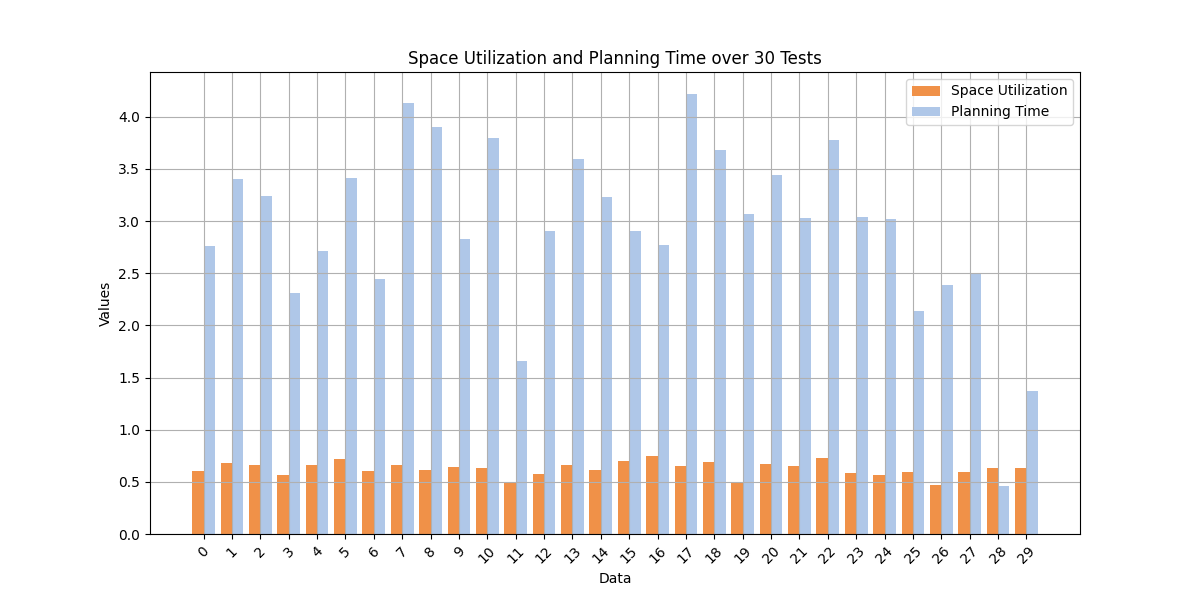 Space Utilization and Planning Time over 30 Tests
Space Utilization
Planning Time
Values
4.0
3.5
3.0
2.5
2.0
1.5
1.0
0.5
0.0
0 1 2 3 4 5 6 7 8 9 10 11 12 13 14 15 16 17 18 19 20 21 22 23 24 25 26 27 28 29
Data